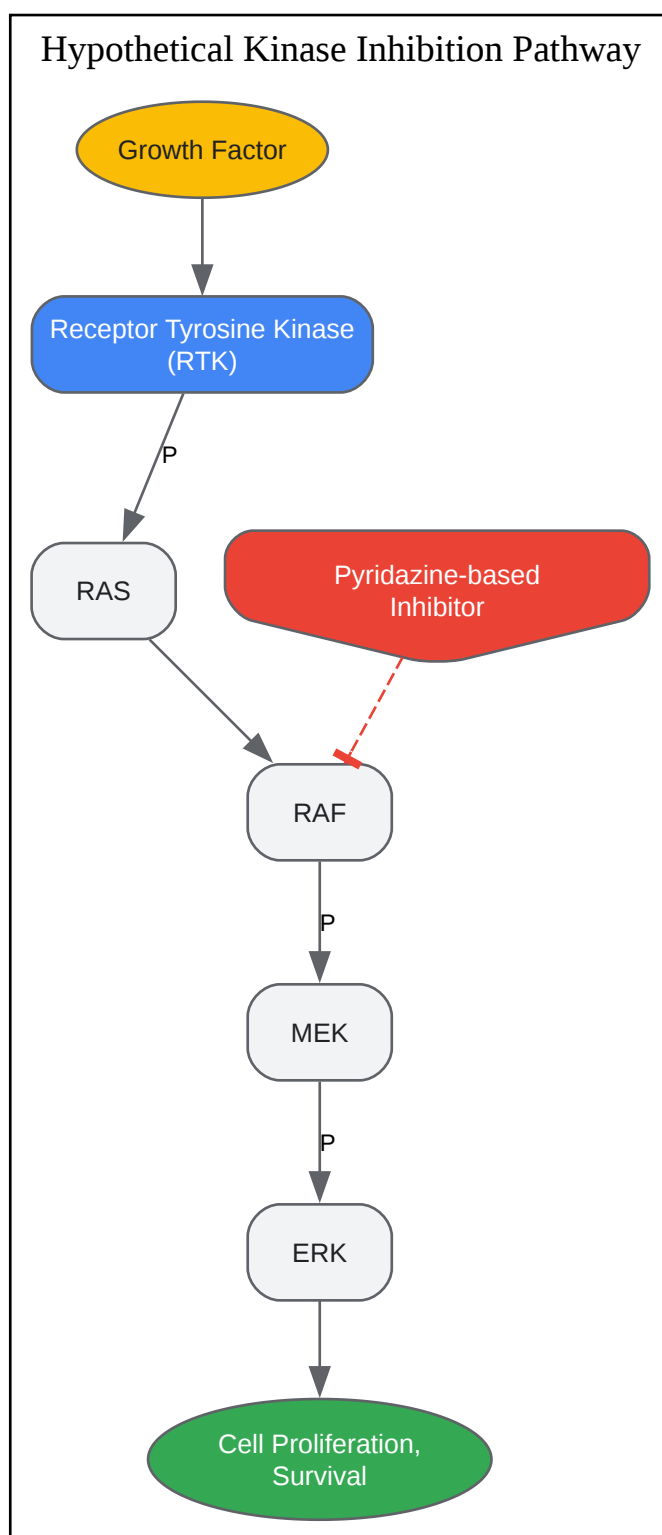 Hypothetical Kinase Inhibition Pathway
Growth Factor
Receptor Tyrosine Kinase
(RTK)
P
RAS
Pyridazine-based
Inhibitor
RAF
P
MEK
P
ERK
Cell Proliferation,
Survival